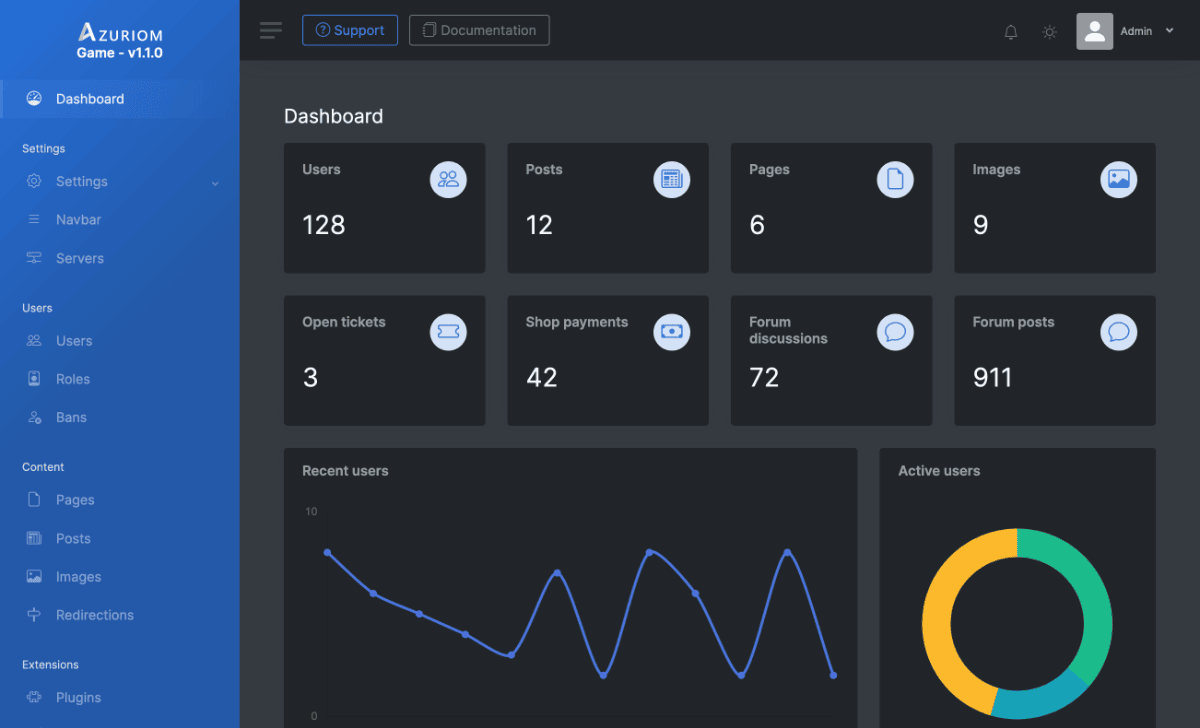 AZURIOM
Game - v1.1.0
Dashboard
Settings
Settings
Navbar
Servers
Users
Users
Roles
Bans
Content
Pages
Posts
Images
Redirections
Extensions
Plugins
Support
Documentation
Admin
Dashboard
Users
128
Posts
12
Pages
6
Images
9
Open tickets
3
Shop payments
42
Forum
discussions
72
Forum posts
911
Recent users
10
0
Active users